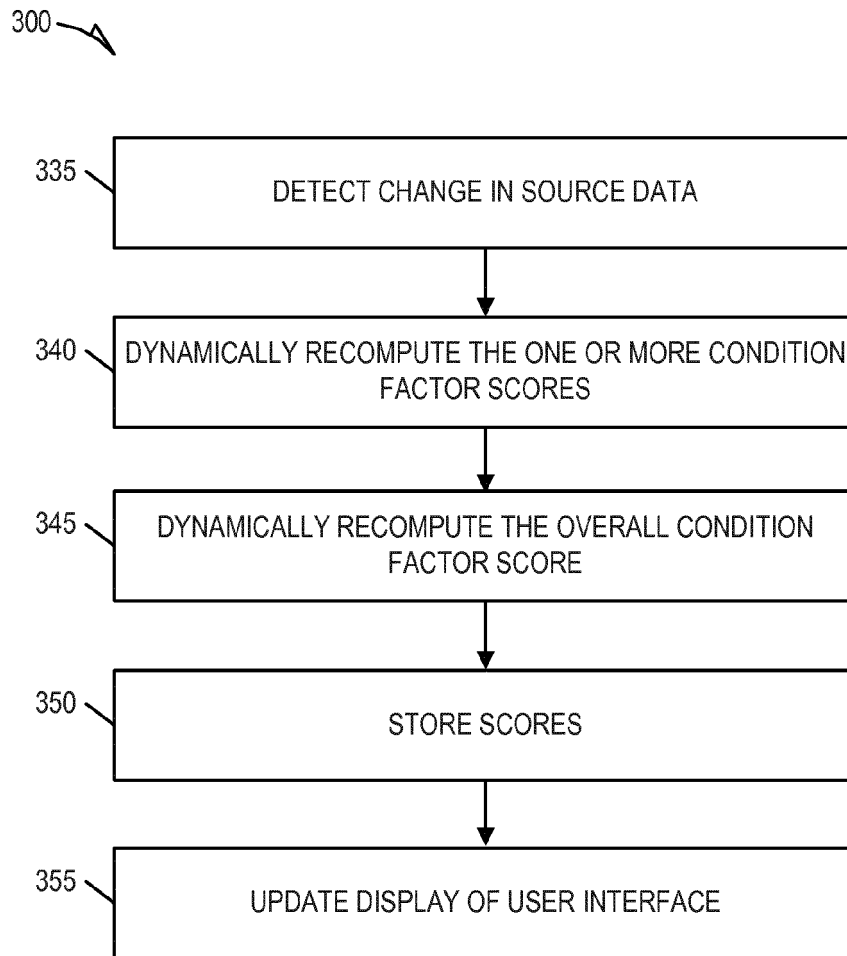 300
335
DETECT CHANGE IN SOURCE DATA
340
DYNAMICALLY RECOMPUTE THE ONE OR MORE CONDITION
FACTOR SCORES
345
DYNAMICALLY RECOMPUTE THE OVERALL CONDITION
FACTOR SCORE
350
STORE SCORES
355
UPDATE DISPLAY OF USER INTERFACE